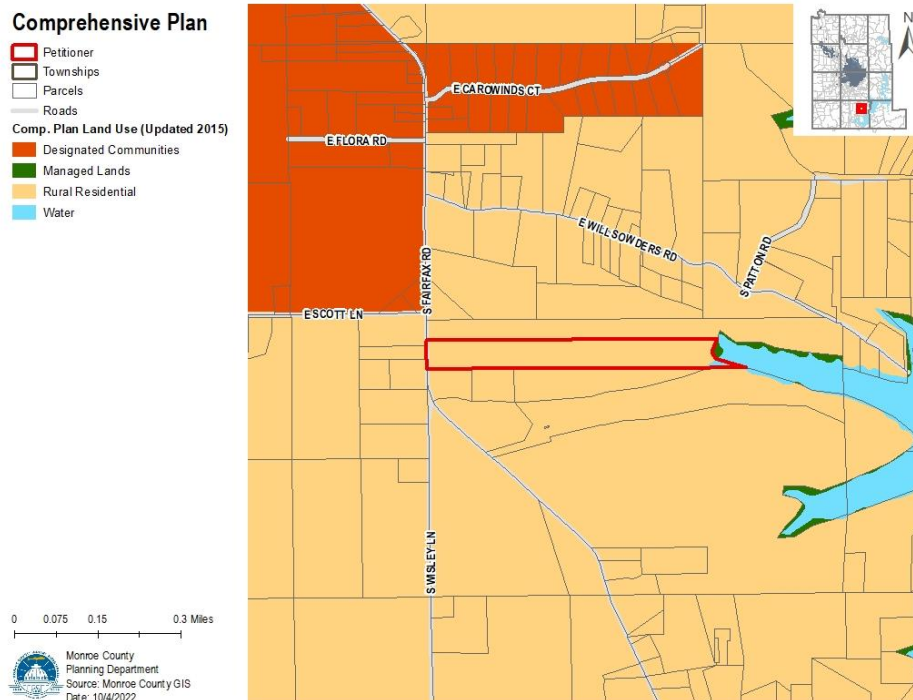 Comprehensive Plan
Petitioner
Townships
Parcels
Roads
Comp. Plan Land Use (Updated 2015)
Designated Communities
Managed Lands
Rural Residential
Water
E CAROWINDS CT
E FLORA RD
E WILL SOWDERS RD
S PATTON RD
S FAIRFAX RD
E SCOTT LN
S WISLEY LN
N
0 0.075 0.15 0.3 Miles
Monroe County
Planning Department
Source: Monroe County GIS
Date: 10/4/2022